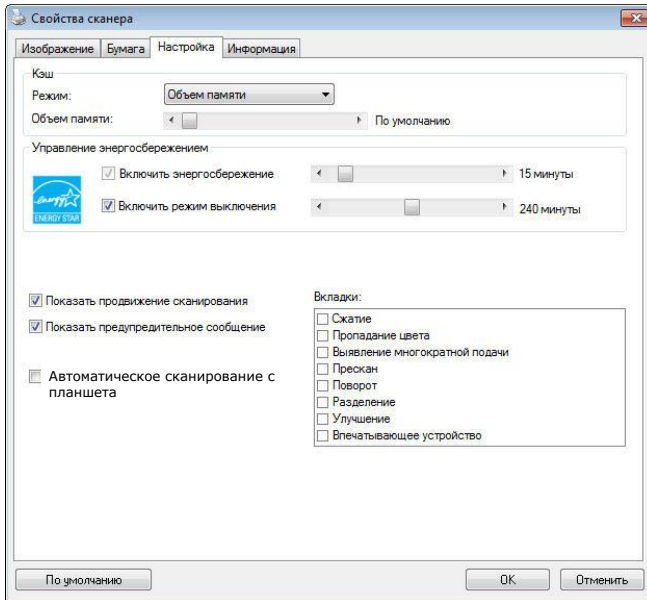 Свойства сканера
Изображение Бумага Настройка Информация
Кэш
Режим: Объем памяти
Объем памяти: По умолчанию
Управление энергосбережением
Включить энергосбережение 15 минуты
energy
ENERGY STAR
Включить режим выключения 240 минуты
Показать продвижение сканирования
Показать предупредительное сообщение
Автоматическое сканирование с
планшета
Вкладки:
Сжатие
Пропадание цвета
Выявление многократной подачи
Прескан
Поворот
Разделение
Улучшение
Впечатывающее устройство
По умолчанию OK Отменить